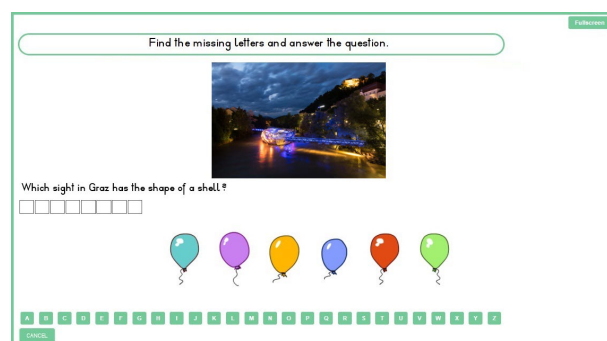 Fullscreen
Find the missing letters and answer the question.
Which sight in Graz has the shape of a shell?
A B C D E F G H I J K L M N O P Q R S T U V W X Y Z
CANCEL